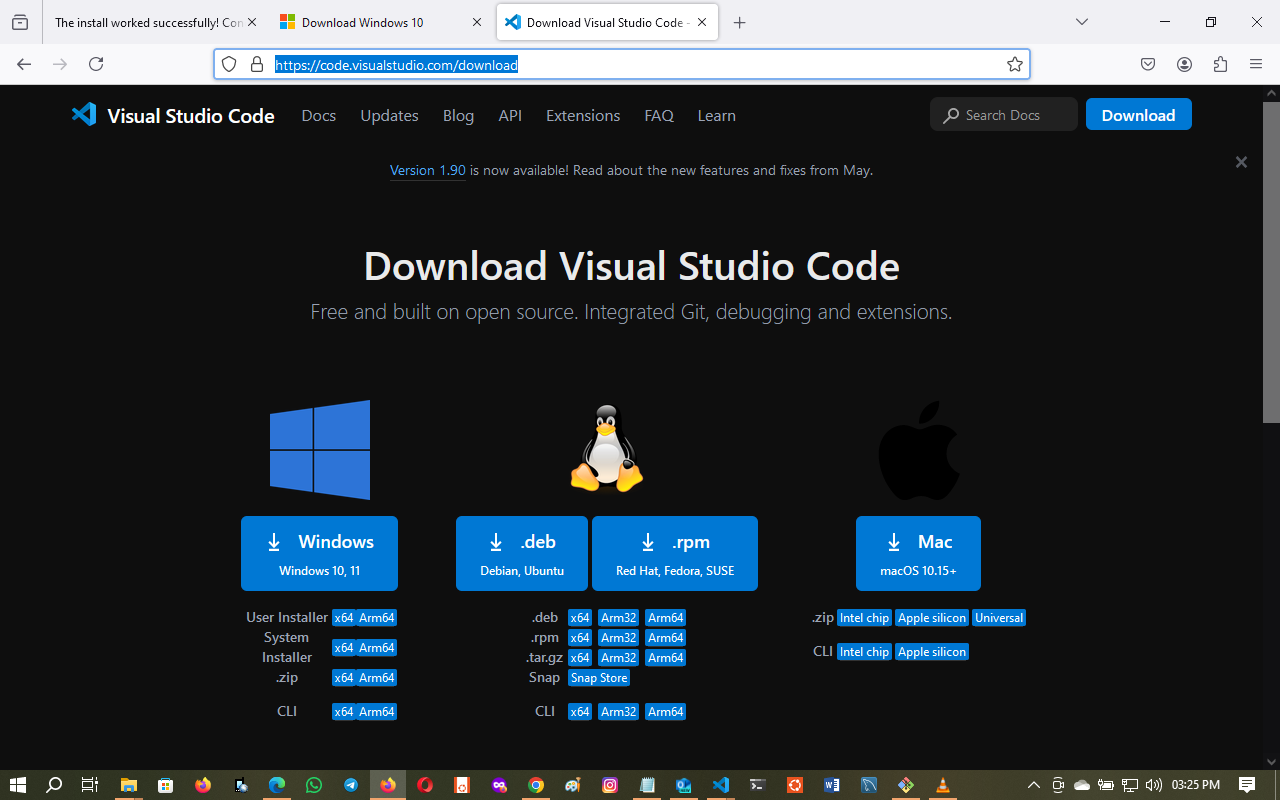 The install worked successfully! Con
Download Windows 10
Download Visual Studio Code -
https://code.visualstudio.com/download
Visual Studio Code
Docs
Updates
Blog
API
Extensions
FAQ
Learn
Search Docs
Download
Version 1.90 is now available! Read about the new features and fixes from May.
Download Visual Studio Code
Free and built on open source. Integrated Git, debugging and extensions.
Windows
Windows 10, 11
User Installer x64 Arm64
System Installer x64 Arm64
.zip x64 Arm64
CLI x64 Arm64
.deb
Debian, Ubuntu
.rpm
Red Hat, Fedora, SUSE
.deb x64 Arm32 Arm64
.rpm x64 Arm32 Arm64
.tar.gz x64 Arm32 Arm64
Snap Snap Store
CLI x64 Arm32 Arm64
Mac
macOS 10.15+
.zip Intel chip Apple silicon Universal
CLI Intel chip Apple silicon
03:25 PM